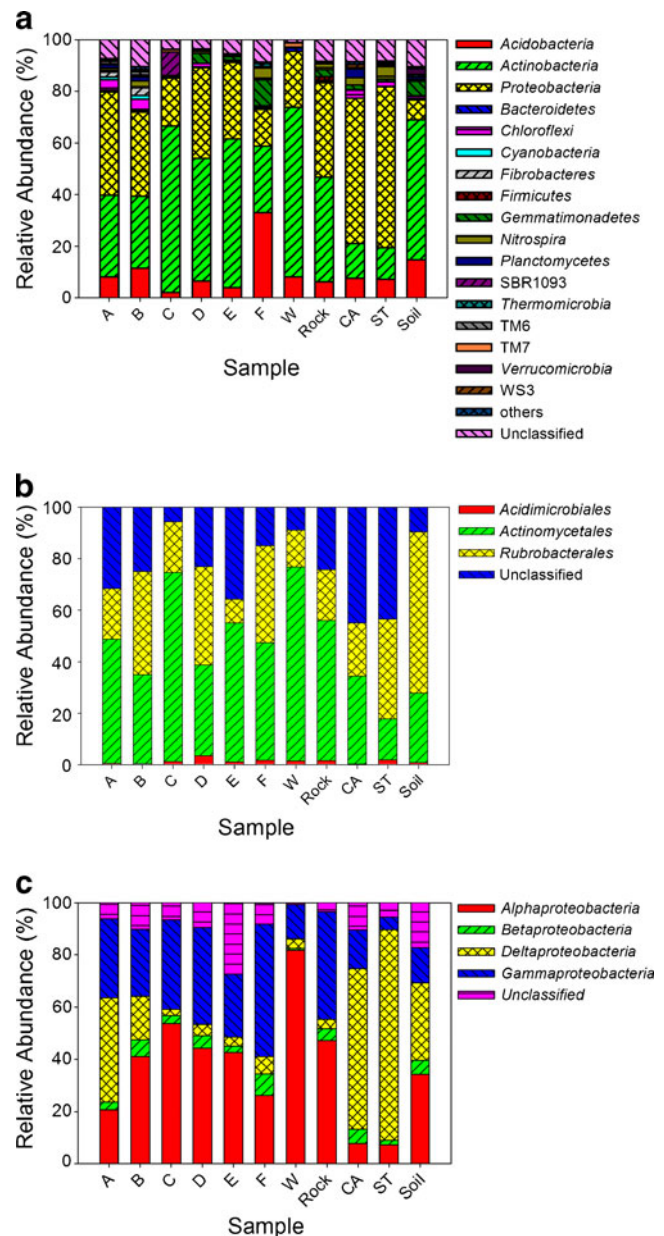 a
Relative Abundance (%)
100
80
60
40
20
0
A B C D E F W Rock CA ST Soil
Sample
Acidobacteria
Actinobacteria
Proteobacteria
Bacteroidetes
Chloroflexi
Cyanobacteria
Fibrobacteres
Firmicutes
Gemmatimonadetes
Nitrospira
Planctomycetes
SBR1093
Thermomicrobia
TM6
TM7
Verrucomicrobia
WS3
others
Unclassified
b
Relative Abundance (%)
100
80
60
40
20
0
A B C D E F W Rock CA ST Soil
Sample
Acidimicrobiales
Actinomycetales
Rubrobacterales
Unclassified
c
Relative Abundance (%)
100
80
60
40
20
0
A B C D E F W Rock CA ST Soil
Sample
Alphaproteobacteria
Betaproteobacteria
Deltaproteobacteria
Gammaproteobacteria
Unclassified